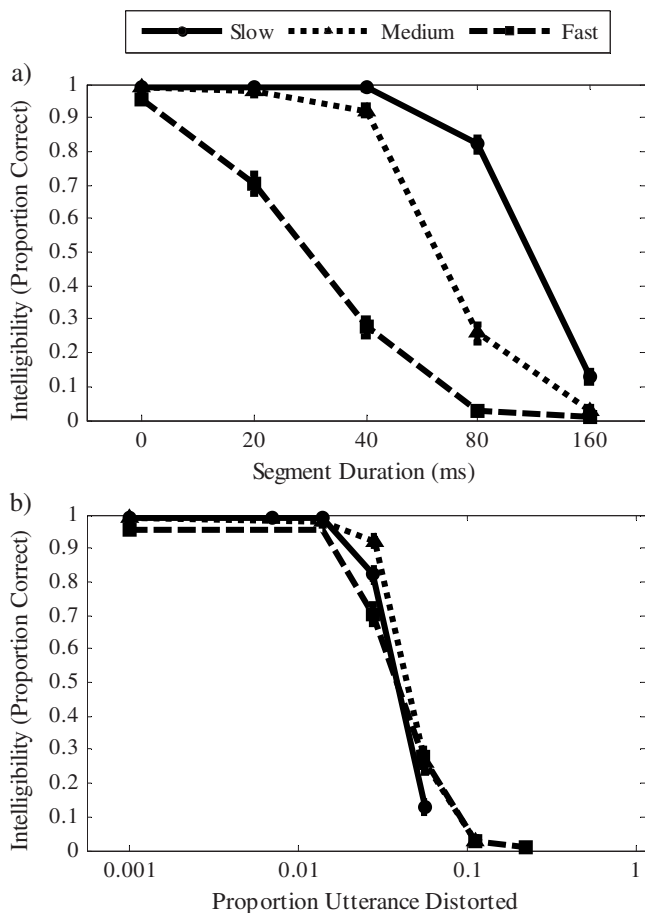 Slow Medium Fast
a)
Intelligibility (Proportion Correct)
1
0.9
0.8
0.7
0.6
0.5
0.4
0.3
0.2
0.1
0
0 20 40 80 160
Segment Duration (ms)
b)
Intelligibility (Proportion Correct)
1
0.9
0.8
0.7
0.6
0.5
0.4
0.3
0.2
0.1
0
0.001 0.01 0.1 1
Proportion Utterance Distorted